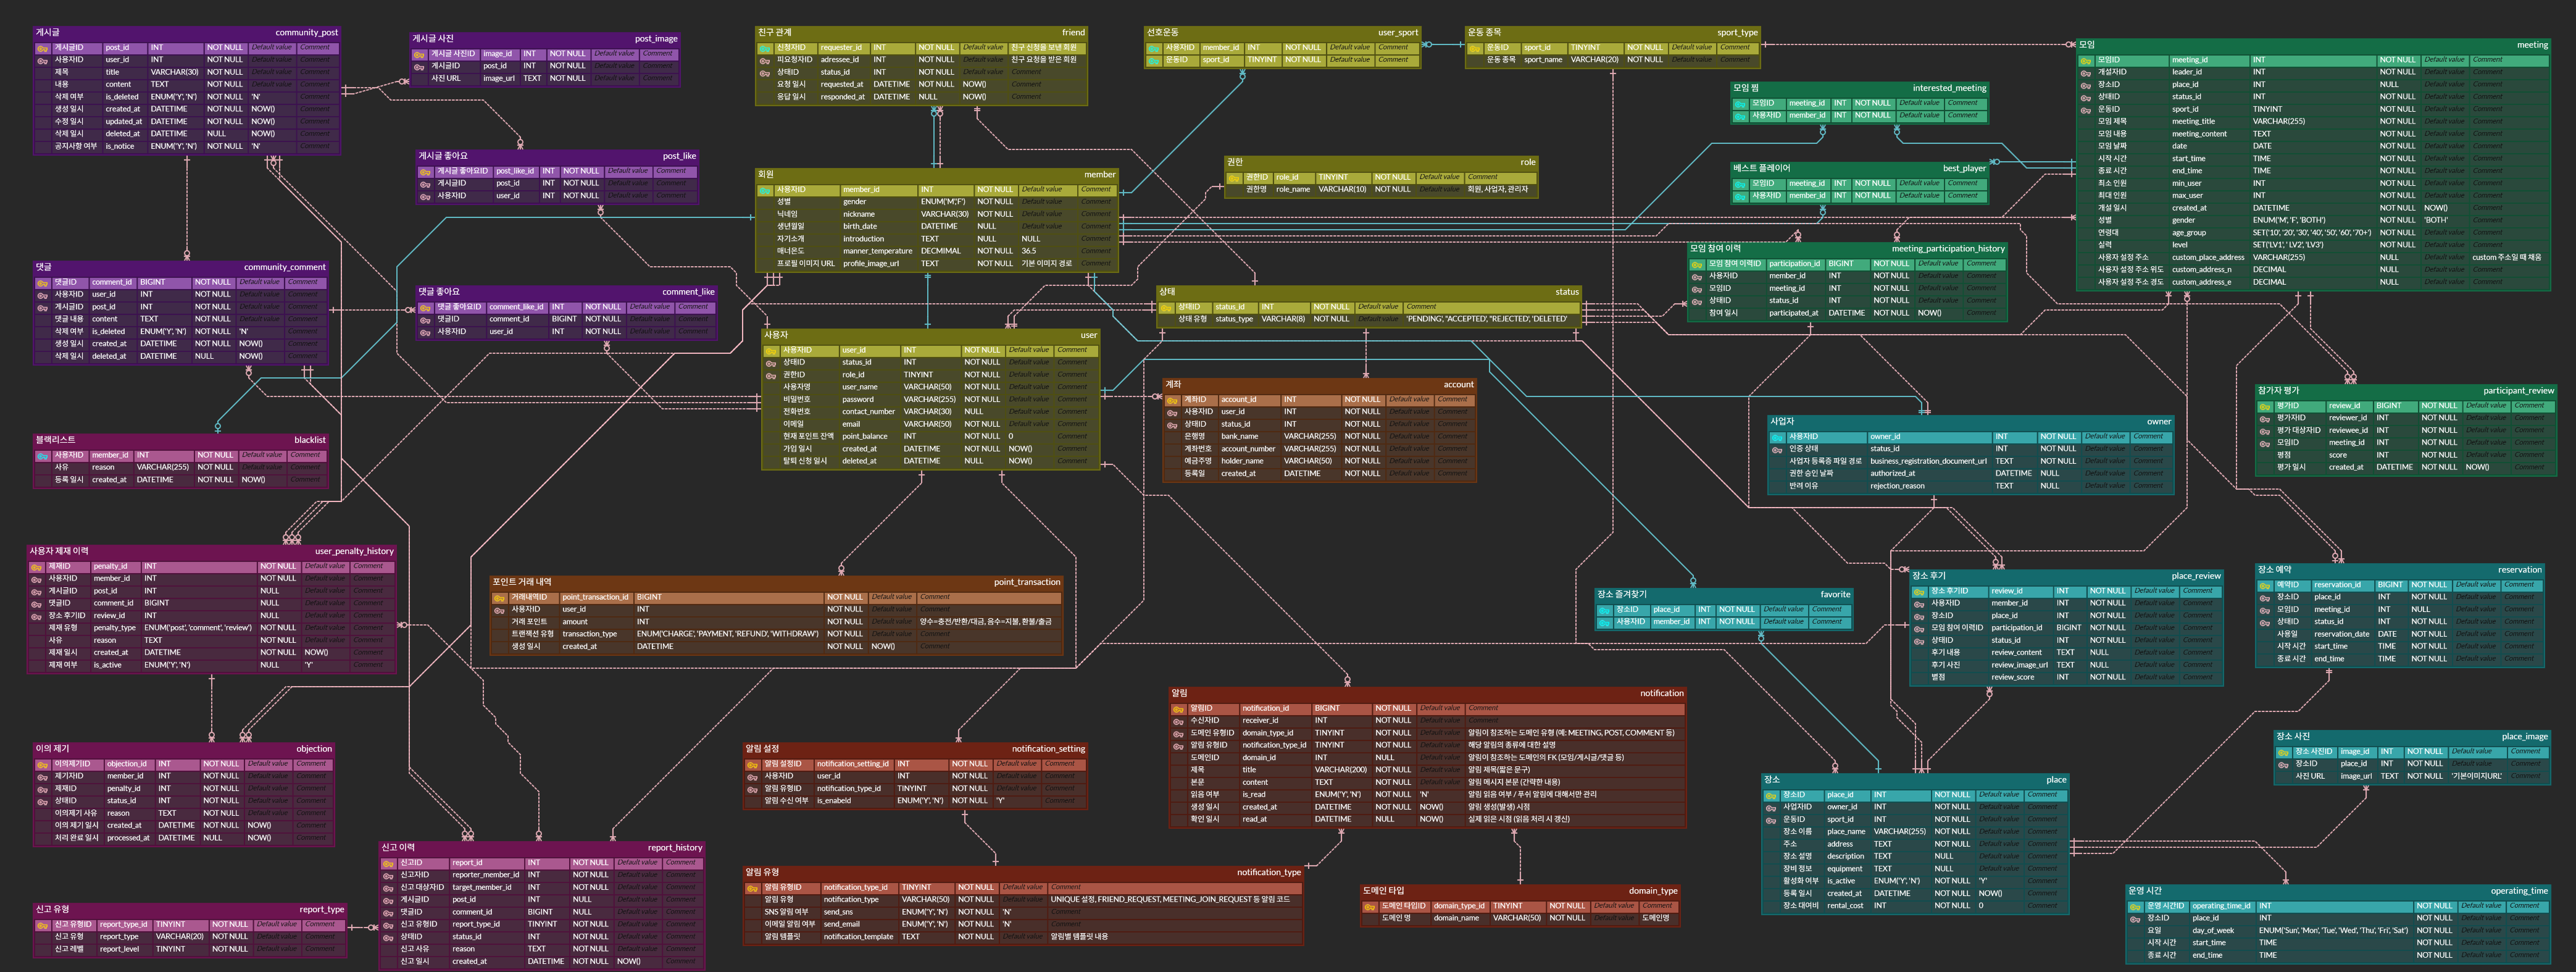 게시글 community_post
게시글ID post_id INT NOT NULL Default value Comment
사용자ID user_id INT NOT NULL Default value Comment
제목 title VARCHAR(30) NOT NULL Default value Comment
내용 content TEXT NOT NULL Default value Comment
삭제 여부 is_deleted ENUM('Y', 'N') NOT NULL 'N' Comment
생성 일시 created_at DATETIME NOT NULL NOW() Comment
수정 일시 updated_at DATETIME NOT NULL NOW() Comment
삭제 일시 deleted_at DATETIME NULL NOW() Comment
공지사항 여부 is_notice ENUM('Y', 'N') NOT NULL 'N' Comment
게시글 사진 post_image
게시글 사진ID image_id INT NOT NULL Default value Comment
게시글ID post_id INT NOT NULL Default value Comment
사진 URL image_url TEXT NOT NULL Default value Comment
게시글 좋아요 post_like
게시글 좋아요ID post_like_id INT NOT NULL Default value Comment
게시글ID post_id INT NOT NULL Default value Comment
사용자ID user_id INT NOT NULL Default value Comment
댓글 community_comment
댓글ID comment_id BIGINT NOT NULL Default value Comment
사용자ID user_id INT NOT NULL Default value Comment
게시글ID post_id INT NOT NULL Default value Comment
댓글 내용 content TEXT NOT NULL Default value Comment
삭제 여부 is_deleted ENUM('Y', 'N') NOT NULL 'N' Comment
생성 일시 created_at DATETIME NOT NULL NOW() Comment
삭제 일시 deleted_at DATETIME NULL NOW() Comment
댓글 좋아요 comment_like
댓글 좋아요ID comment_like_id INT NOT NULL Default value Comment
댓글ID comment_id BIGINT NOT NULL Default value Comment
사용자ID user_id INT NOT NULL Default value Comment
친구 관계 friend
신청자ID requester_id INT NOT NULL Default value 친구 신청을 보낸 회원
피요청자ID adressee_id INT NOT NULL Default value 친구 요청을 받은 회원
상태ID status_id INT NOT NULL Default value Comment
요청 일시 requested_at DATETIME NOT NULL NOW() Comment
응답 일시 responded_at DATETIME NULL NOW() Comment
선호운동 user_sport
사용자ID member_id INT NOT NULL Default value Comment
운동ID sport_id TINYINT NOT NULL Default value Comment
운동 종목 sport_type
운동ID sport_id TINYINT NOT NULL Default value Comment
운동 종목 sport_name VARCHAR(20) NOT NULL Default value Comment
회원 member
사용자ID member_id INT NOT NULL Default value Comment
성별 gender ENUM('M','F') NOT NULL Default value Comment
닉네임 nickname VARCHAR(30) NOT NULL Default value Comment
생년월일 birth_date DATETIME NULL Default value Comment
자기소개 introduction TEXT NULL NULL Comment
매너온도 manner_temperature DECMIMAL NOT NULL 36.5 Comment
프로필 이미지 URL profile_image_url TEXT NOT NULL 기본 이미지 경로 Comment
권한 role
권한ID role_id TINYINT NOT NULL Default value Comment
권한명 role_name VARCHAR(10) NOT NULL Default value 회원, 사업자, 관리자
상태 status
상태ID status_id INT NOT NULL Default value Comment
상태 유형 status_type VARCHAR(8) NOT NULL Default value 'PENDING', "ACCEPTED', "REJECTED', 'DELETED'
사용자 user
사용자ID user_id INT NOT NULL Default value Comment
상태ID status_id INT NOT NULL Default value Comment
권한ID role_id TINYINT NOT NULL Default value Comment
사용자명 user_name VARCHAR(50) NOT NULL Default value Comment
비밀번호 password VARCHAR(255) NOT NULL Default value Comment
전화번호 contact_number VARCHAR(30) NULL Default value Comment
이메일 email VARCHAR(50) NOT NULL Default value Comment
현재 포인트 잔액 point_balance INT NOT NULL 0 Comment
가입 일시 created_at DATETIME NOT NULL NOW() Comment
탈퇴 신청 일시 deleted_at DATETIME NULL NOW() Comment
계좌 account
계좌ID account_id INT NOT NULL Default value Comment
사용자ID user_id INT NOT NULL Default value Comment
상태ID status_id INT NOT NULL Default value Comment
은행명 bank_name VARCHAR(255) NOT NULL Default value Comment
계좌번호 account_number VARCHAR(255) NOT NULL Default value Comment
예금주명 holder_name VARCHAR(50) NOT NULL Default value Comment
등록일 created_at DATETIME NOT NULL Default value Comment
모임 meeting
모임ID meeting_id INT NOT NULL Default value Comment
개설자ID leader_id INT NOT NULL Default value Comment
장소ID place_id INT NULL Default value Comment
상태ID status_id INT NOT NULL Default value Comment
운동ID sport_id TINYINT NOT NULL Default value Comment
모임 제목 meeting_title VARCHAR(255) NOT NULL Default value Comment
모임 내용 meeting_content TEXT NOT NULL Default value Comment
모임 날짜 date DATE NOT NULL Default value Comment
시작 시간 start_time TIME NOT NULL Default value Comment
종료 시간 end_time TIME NOT NULL Default value Comment
최소 인원 min_user INT NOT NULL Default value Comment
최대 인원 max_user INT NOT NULL Default value Comment
개설 일시 created_at DATETIME NOT NULL NOW() Comment
성별 gender ENUM('M', 'F', 'BOTH') NOT NULL 'BOTH' Comment
연령대 age_group SET('10', '20', '30', '40', '50', '60', '70+') NOT NULL Default value Comment
실력 level SET('LV1', 'LV2', 'LV3') NOT NULL Default value Comment
사용자 설정 주소 custom_place_address VARCHAR(255) NULL Default value custom 주소일 때 채움
사용자 설정 주소 위도 custom_address_n DECIMAL NULL Default value Comment
사용자 설정 주소 경도 custom_address_e DECIMAL NULL Default value Comment
모임 찜 interested_meeting
모임ID meeting_id INT NOT NULL Default value Comment
사용자ID member_id INT NOT NULL Default value Comment
베스트 플레이어 best_player
모임ID meeting_id INT NOT NULL Default value Comment
사용자ID member_id INT NOT NULL Default value Comment
모임 참여 이력 meeting_participation_history
모임 참여 이력ID participation_id BIGINT NOT NULL Default value Comment
사용자ID member_id INT NOT NULL Default value Comment
모임ID meeting_id INT NOT NULL Default value Comment
상태ID status_id INT NOT NULL Default value Comment
참여 일시 participated_at DATETIME NOT NULL NOW() Comment
참가자 평가 participant_review
평가ID review_id BIGINT NOT NULL Default value Comment
평가자ID reviewer_id INT NOT NULL Default value Comment
평가 대상자ID reviewee_id INT NOT NULL Default value Comment
모임ID meeting_id INT NOT NULL Default value Comment
평점 score INT NOT NULL Default value Comment
평가 일시 created_at DATETIME NOT NULL NOW() Comment
사업자 owner
사용자ID owner_id INT NOT NULL Default value Comment
인증 상태 status_id INT NOT NULL Default value Comment
사업자 등록증 파일 경로 business_registration_document_url TEXT NOT NULL Default value Comment
권한 승인 날짜 authorized_at DATETIME NULL Default value Comment
반려 이유 rejection_reason TEXT NULL Default value Comment
블랙리스트 blacklist
사용자ID member_id INT NOT NULL Default value Comment
사유 reason VARCHAR(255) NOT NULL Default value Comment
등록 일시 created_at DATETIME NOT NULL NOW() Comment
사용자 제재 이력 user_penalty_history
제재ID penalty_id INT NOT NULL Default value Comment
사용자ID member_id INT NOT NULL Default value Comment
게시글ID post_id INT NULL Default value Comment
댓글ID comment_id BIGINT NULL Default value Comment
장소 후기ID review_id INT NULL Default value Comment
제재 유형 penalty_type ENUM('post', 'comment', 'review') NOT NULL Default value Comment
사유 reason TEXT NOT NULL Default value Comment
제재 일시 created_at DATETIME NOT NULL NOW() Comment
제재 여부 is_active ENUM('Y', 'N') NULL 'Y' Comment
포인트 거래 내역 point_transaction
거래내역ID point_transaction_id BIGINT NOT NULL Default value Comment
사용자ID user_id INT NOT NULL Default value Comment
거래 포인트 amount INT NOT NULL Default value 양수=충전/반환/대금, 음수=지불, 환불/출금
트랜잭션 유형 transaction_type ENUM('CHARGE', 'PAYMENT', 'REFUND', 'WITHDRAW') NOT NULL Default value Comment
생성 일시 created_at DATETIME NOT NULL NOW() Comment
장소 즐겨찾기 favorite
장소ID place_id INT NOT NULL Default value Comment
사용자ID member_id INT NOT NULL Default value Comment
장소 후기 place_review
장소 후기ID review_id INT NOT NULL Default value Comment
사용자ID member_id INT NOT NULL Default value Comment
장소ID place_id INT NOT NULL Default value Comment
모임 참여 이력ID participation_id BIGINT NOT NULL Default value Comment
상태ID status_id INT NOT NULL Default value Comment
후기 내용 review_content TEXT NULL Default value Comment
후기 사진 review_image_url TEXT NULL Default value Comment
별점 review_score INT NOT NULL Default value Comment
장소 예약 reservation
예약ID reservation_id BIGINT NOT NULL Default value Comment
장소ID place_id INT NOT NULL Default value Comment
모임ID meeting_id INT NULL Default value Comment
상태ID status_id INT NOT NULL Default value Comment
사용일 reservation_date DATE NOT NULL Default value Comment
시작 시간 start_time TIME NOT NULL Default value Comment
종료 시간 end_time TIME NOT NULL Default value Comment
이의 제기 objection
이의제기ID objection_id INT NOT NULL Default value Comment
제기자ID member_id INT NOT NULL Default value Comment
제재ID penalty_id INT NOT NULL Default value Comment
상태ID status_id INT NOT NULL Default value Comment
이의제기 사유 reason TEXT NOT NULL Default value Comment
이의 제기 일시 created_at DATETIME NOT NULL NOW() Comment
처리 완료 일시 processed_at DATETIME NULL NOW() Comment
알림 설정 notification_setting
알림 설정ID notification_setting_id INT NOT NULL Default value Comment
사용자ID user_id INT NOT NULL Default value Comment
알림 유형ID notification_type_id TINYINT NOT NULL Default value Comment
알림 수신 여부 is_enabeld ENUM('Y', 'N') NOT NULL 'Y' Comment
알림 notification
알림ID notification_id BIGINT NOT NULL Default value Comment
수신자ID receiver_id INT NOT NULL Default value Comment
도메인 유형ID domain_type_id TINYINT NOT NULL Default value 알림이 참조하는 도메인 유형 (예: MEETING, POST, COMMENT 등)
알림 유형ID notification_type_id TINYINT NOT NULL Default value 해당 알림의 종류에 대한 설명
도메인ID domain_id INT NULL Default value 알림이 참조하는 도메인의 FK (모임/게시글/댓글 등)
제목 title VARCHAR(200) NOT NULL Default value 알림 제목(짧은 문구)
본문 content TEXT NOT NULL Default value 알림 메시지 본문 (간략한 내용)
읽음 여부 is_read ENUM('Y', 'N') NOT NULL 'N' 알림 읽음 여부 / 푸쉬 알림에 대해서만 관리
생성 일시 created_at DATETIME NOT NULL NOW() 알림 생성(발생) 시점
확인 일시 read_at DATETIME NULL NOW() 실제 읽은 시점 (읽음 처리 시 갱신)
장소 사진 place_image
장소 사진ID image_id INT NOT NULL Default value Comment
장소ID place_id INT NOT NULL Default value Comment
사진 URL image_url TEXT NOT NULL '기본이미지URL' Comment
장소 place
장소ID place_id INT NOT NULL Default value Comment
사업자ID owner_id INT NOT NULL Default value Comment
운동ID sport_id INT NOT NULL Default value Comment
장소 이름 place_name VARCHAR(255) NOT NULL Default value Comment
주소 address TEXT NOT NULL Default value Comment
장소 설명 description TEXT NULL Default value Comment
장비 정보 equipment TEXT NULL Default value Comment
활성화 여부 is_active ENUM('Y', 'N') NOT NULL 'Y' Comment
등록 일시 created_at DATETIME NOT NULL NOW() Comment
장소 대여비 rental_cost INT NOT NULL 0 Comment
신고 이력 report_history
신고ID report_id INT NOT NULL Default value Comment
신고자ID reporter_member_id INT NOT NULL Default value Comment
신고 대상자ID target_member_id INT NOT NULL Default value Comment
게시글ID post_id INT NULL Default value Comment
댓글ID comment_id BIGINT NULL Default value Comment
신고 유형ID report_type_id TINYINT NOT NULL Default value Comment
상태ID status_id INT NOT NULL Default value Comment
신고 사유 reason TEXT NOT NULL Default value Comment
신고 일시 created_at DATETIME NOT NULL NOW() Comment
신고 유형 report_type
신고 유형ID report_type_id TINYINT NOT NULL Default value Comment
신고 유형 report_type VARCHAR(20) NOT NULL Default value Comment
신고 레벨 report_level TINYINT NOT NULL Default value Comment
알림 유형 notification_type
알림 유형ID notification_type_id TINYINT NOT NULL Default value Comment
알림 유형 notification_type VARCHAR(50) NOT NULL Default value UNIQUE 설정, FRIEND_REQUEST, MEETING_JOIN_REQUEST 등 알림 코드
SNS 알림 여부 send_sns ENUM('Y', 'N') NOT NULL 'N' Comment
이메일 알림 여부 send_email ENUM('Y', 'N') NOT NULL 'N' Comment
알림 템플릿 notification_template TEXT NOT NULL Default value 알림별 템플릿 내용
도메인 타입 domain_type
도메인 타입ID domain_type_id TINYINT NOT NULL Default value Comment
도메인 명 domain_name VARCHAR(50) NOT NULL Default value 도메인명
운영 시간 operating_time
운영 시간ID operating_time_id INT NOT NULL Default value Comment
장소ID place_id INT NOT NULL Default value Comment
요일 day_of_week ENUM('Sun', 'Mon', 'Tue', 'Wed', 'Thu', 'Fri', 'Sat') NOT NULL Default value Comment
시작 시간 start_time TIME NOT NULL Default value Comment
종료 시간 end_time TIME NOT NULL Default value Comment